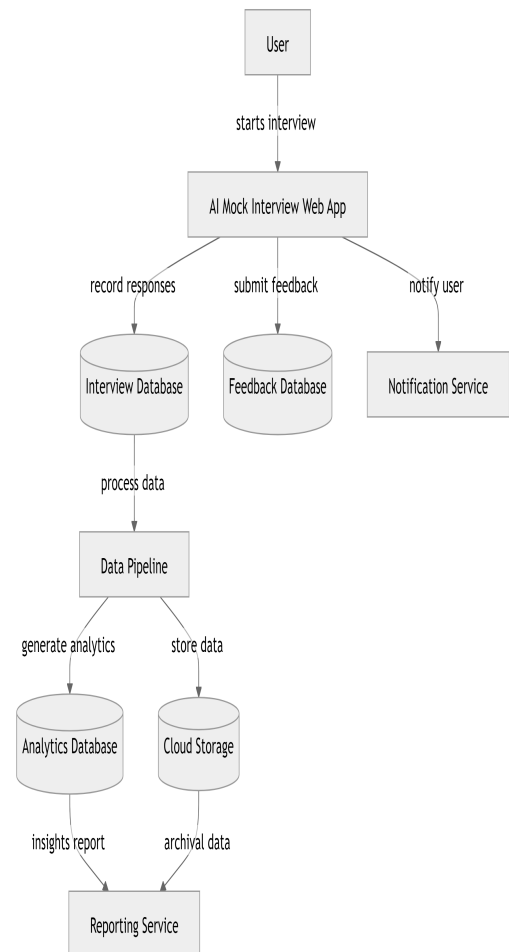 User
starts interview
AI Mock Interview Web App
record responses
submit feedback
notify user
Interview Database
Feedback Database
Notification Service
process data
Data Pipeline
generate analytics
store data
Analytics Database
Cloud Storage
insights report
archival data
Reporting Service